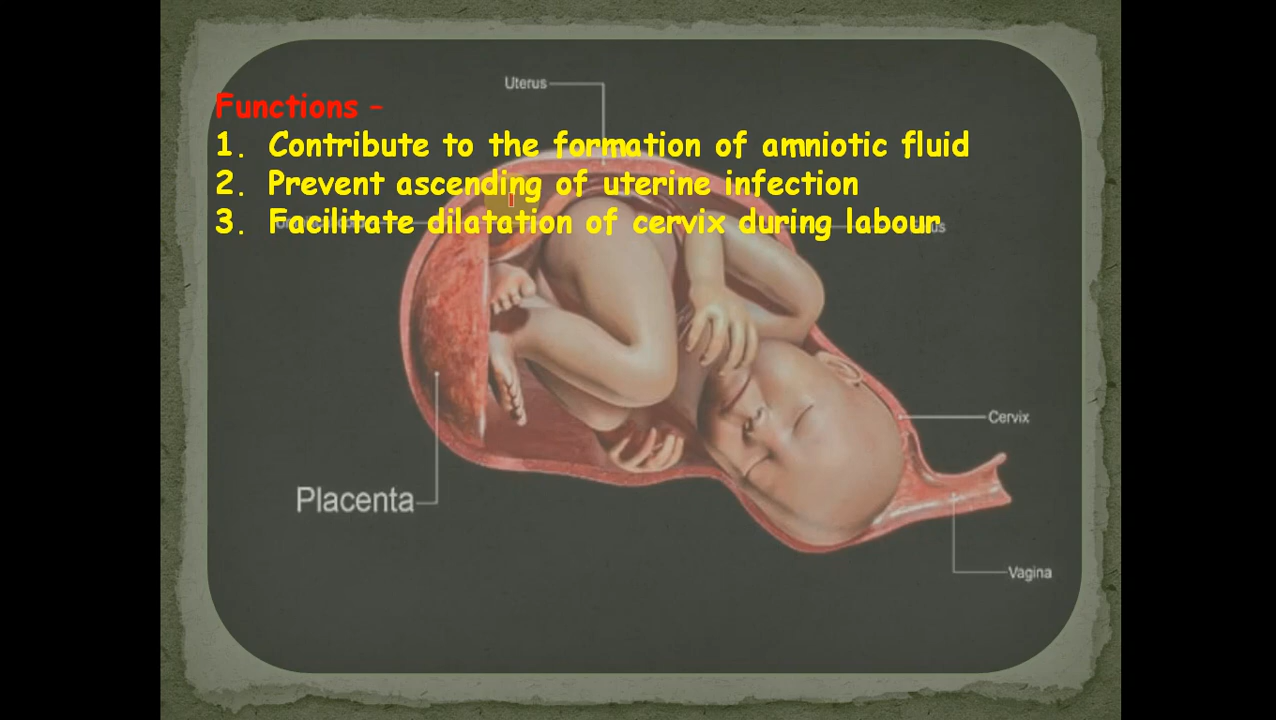 Uterus
Functions –
1. Contribute to the formation of amniotic fluid
2. Prevent ascending of uterine infection
3. Facilitate dilatation of cervix during labour
Cervix
Placenta
Vagina